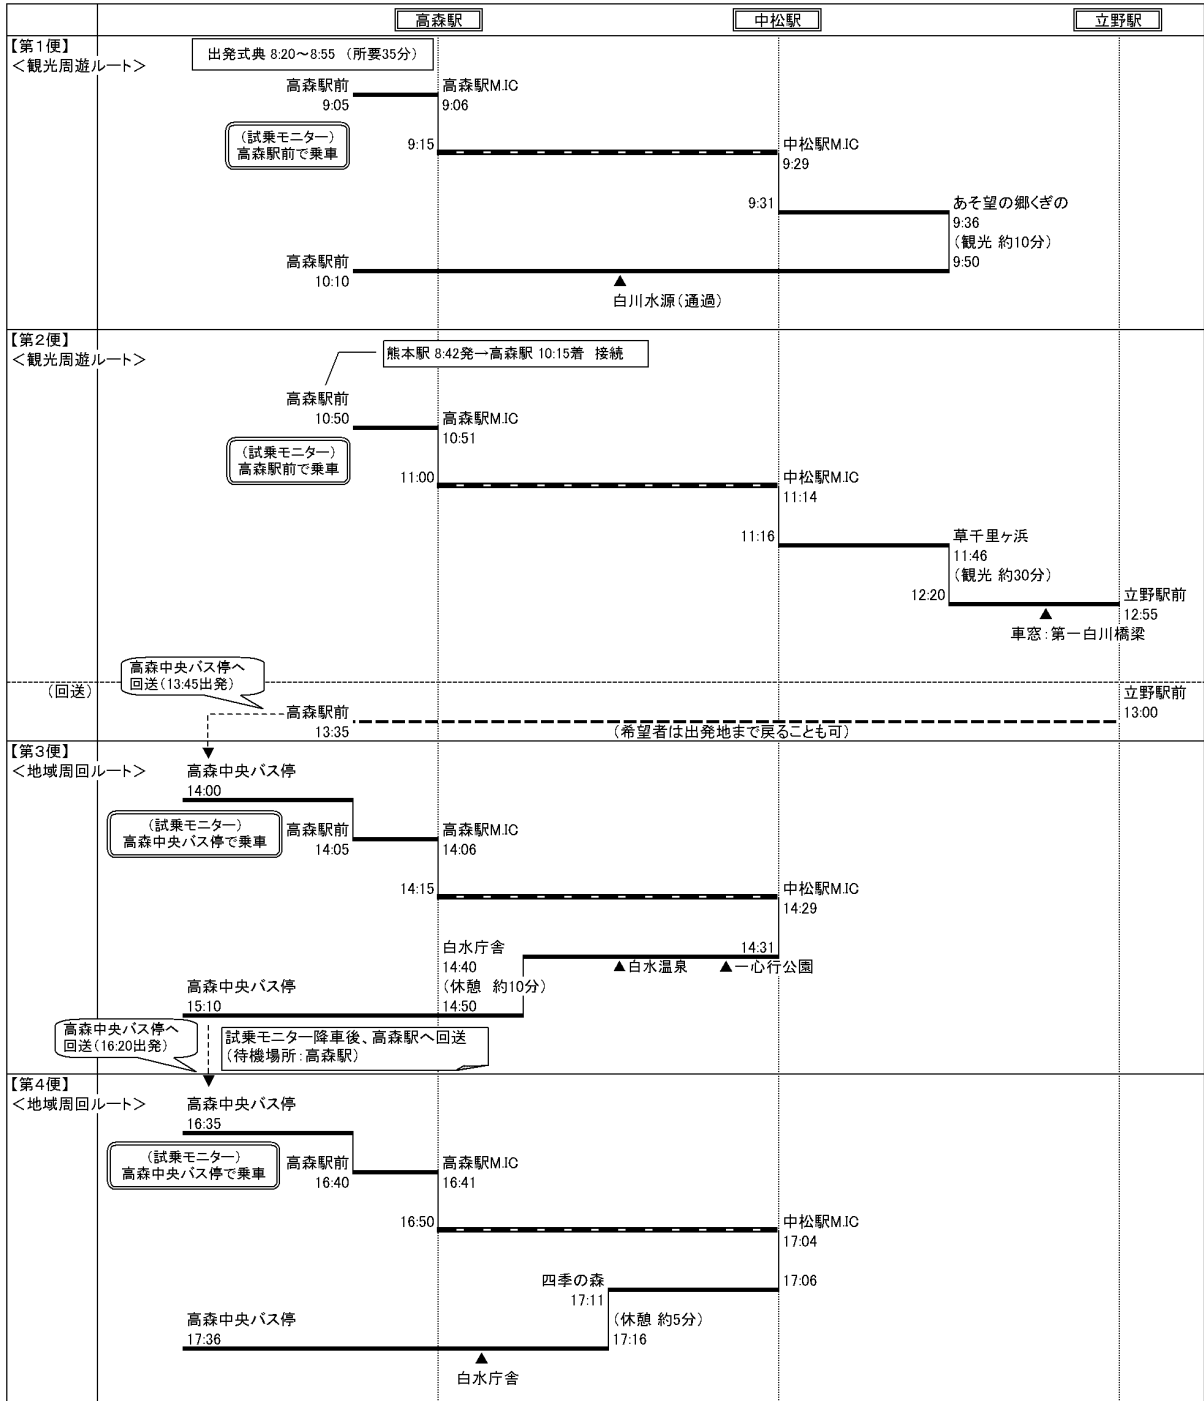 高森駅
中松駅
立野駅
【第1便】
＜観光周遊ルート＞
出発式典 8:20～8:55 (所要35分)
高森駅前
9:05
高森駅M.IC
9:06
(試乗モニター)
高森駅前で乗車
9:15
中松駅M.IC
9:29
9:31
あそ望の郷くぎの
9:36
(観光 約10分)
9:50
高森駅前
10:10
▲
白川水源(通過)
【第2便】
＜観光周遊ルート＞
熊本駅 8:42発→高森駅 10:15着 接続
高森駅前
10:50
高森駅M.IC
10:51
(試乗モニター)
高森駅前で乗車
11:00
中松駅M.IC
11:14
11:16
草千里ヶ浜
11:46
(観光 約30分)
12:20
立野駅前
12:55
▲
車窓:第一白川橋梁
高森中央バス停へ
回送(13:45出発)
(回送)
立野駅前
13:00
高森駅前
13:35
(希望者は出発地まで戻ることも可)
【第3便】
＜地域周回ルート＞
高森中央バス停
14:00
(試乗モニター)
高森中央バス停で乗車
高森駅前
14:05
高森駅M.IC
14:06
14:15
中松駅M.IC
14:29
14:31
▲一心行公園
▲白水温泉
白水庁舎
14:40
(休憩 約10分)
14:50
高森中央バス停
15:10
高森中央バス停へ
回送(16:20出発)
試乗モニター降車後、高森駅へ回送
(待機場所:高森駅)
【第4便】
＜地域周回ルート＞
高森中央バス停
16:35
(試乗モニター)
高森中央バス停で乗車
高森駅前
16:40
高森駅M.IC
16:41
16:50
中松駅M.IC
17:04
17:06
四季の森
17:11
(休憩 約5分)
17:16
高森中央バス停
17:36
▲
白水庁舎